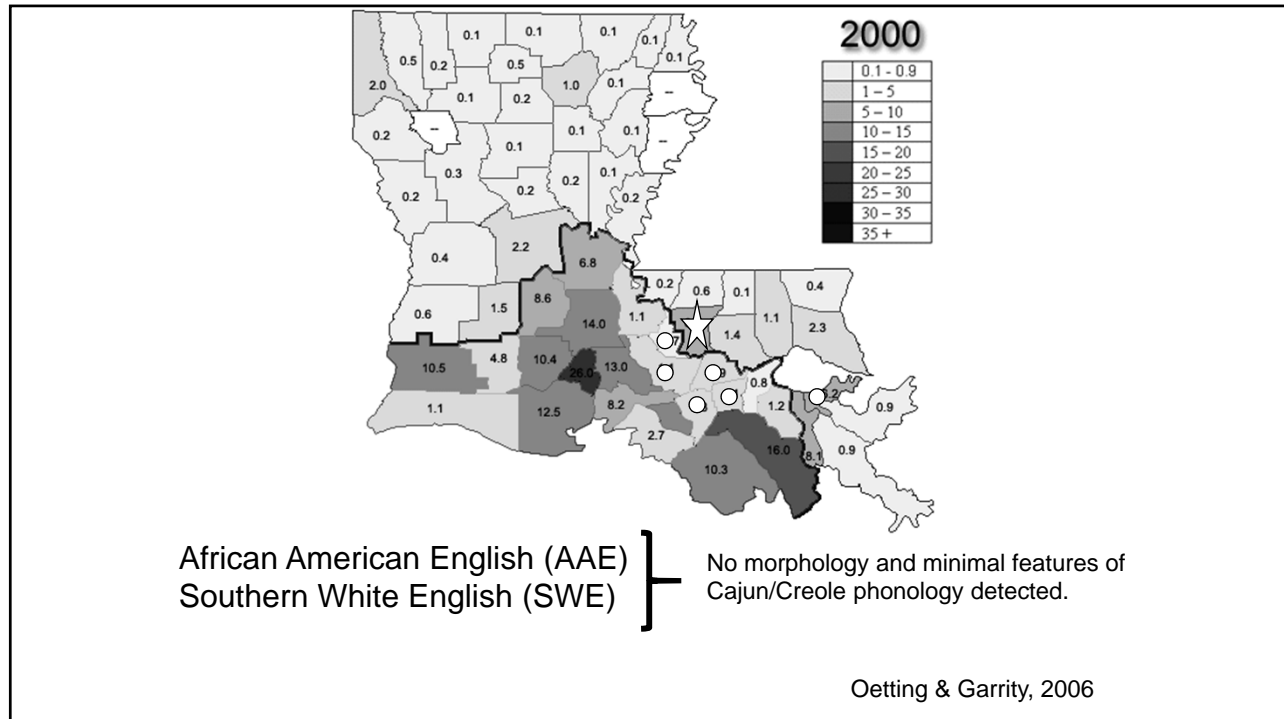 2000
0.1 - 0.9
1 – 5
5 – 10
10 – 15
15 – 20
20 – 25
25 – 30
30 – 35
35 +
0.1 0.1 0.1 0.1
0.5 0.2 0.5 0.1
2.0 1.0 0.1 --
0.1 0.2
0.2 -- 0.1 0.1 --
0.1
0.3 0.2 0.1
0.2 0.2 0.2
2.2
0.4 6.8
0.2 0.6 0.1 0.4
8.6
0.6 1.5 1.1 1.1
14.0 1.4 2.3
10.5 4.8 10.4 26.0 13.0
0.8
1.1 12.5 8.2 1.2 0.9
2.7
16.0 8.1 0.9
10.3
African American English (AAE)
Southern White English (SWE)
No morphology and minimal features of
Cajun/Creole phonology detected.
Oetting & Garrity, 2006